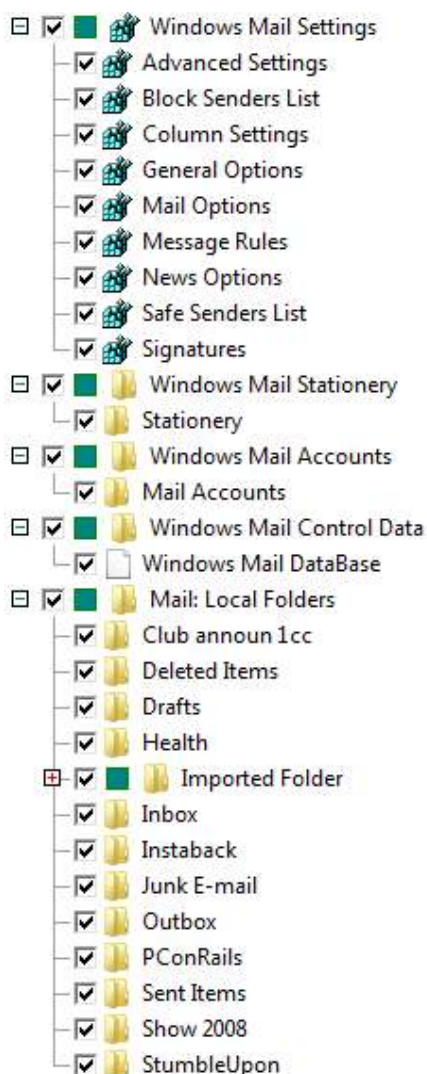 Windows Mail Settings
Advanced Settings
Block Senders List
Column Settings
General Options
Mail Options
Message Rules
News Options
Safe Senders List
Signatures
Windows Mail Stationery
Stationery
Windows Mail Accounts
Mail Accounts
Windows Mail Control Data
Windows Mail DataBase
Mail: Local Folders
Club announ 1cc
Deleted Items
Drafts
Health
Imported Folder
Inbox
Instaback
Junk E-mail
Outbox
PConRails
Sent Items
Show 2008
StumbleUpon